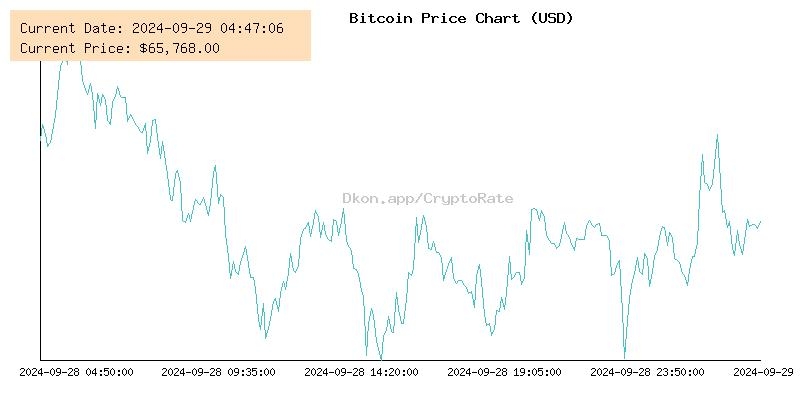 Bitcoin Price Chart (USD)
Current Date: 2024-09-29 04:47:06
Current Price: $65,768.00
Dkon.app/CryptoRate
2024-09-28 04:50:00 2024-09-28 09:35:00 2024-09-28 14:20:00 2024-09-28 19:05:00 2024-09-28 23:50:00 2024-09-29